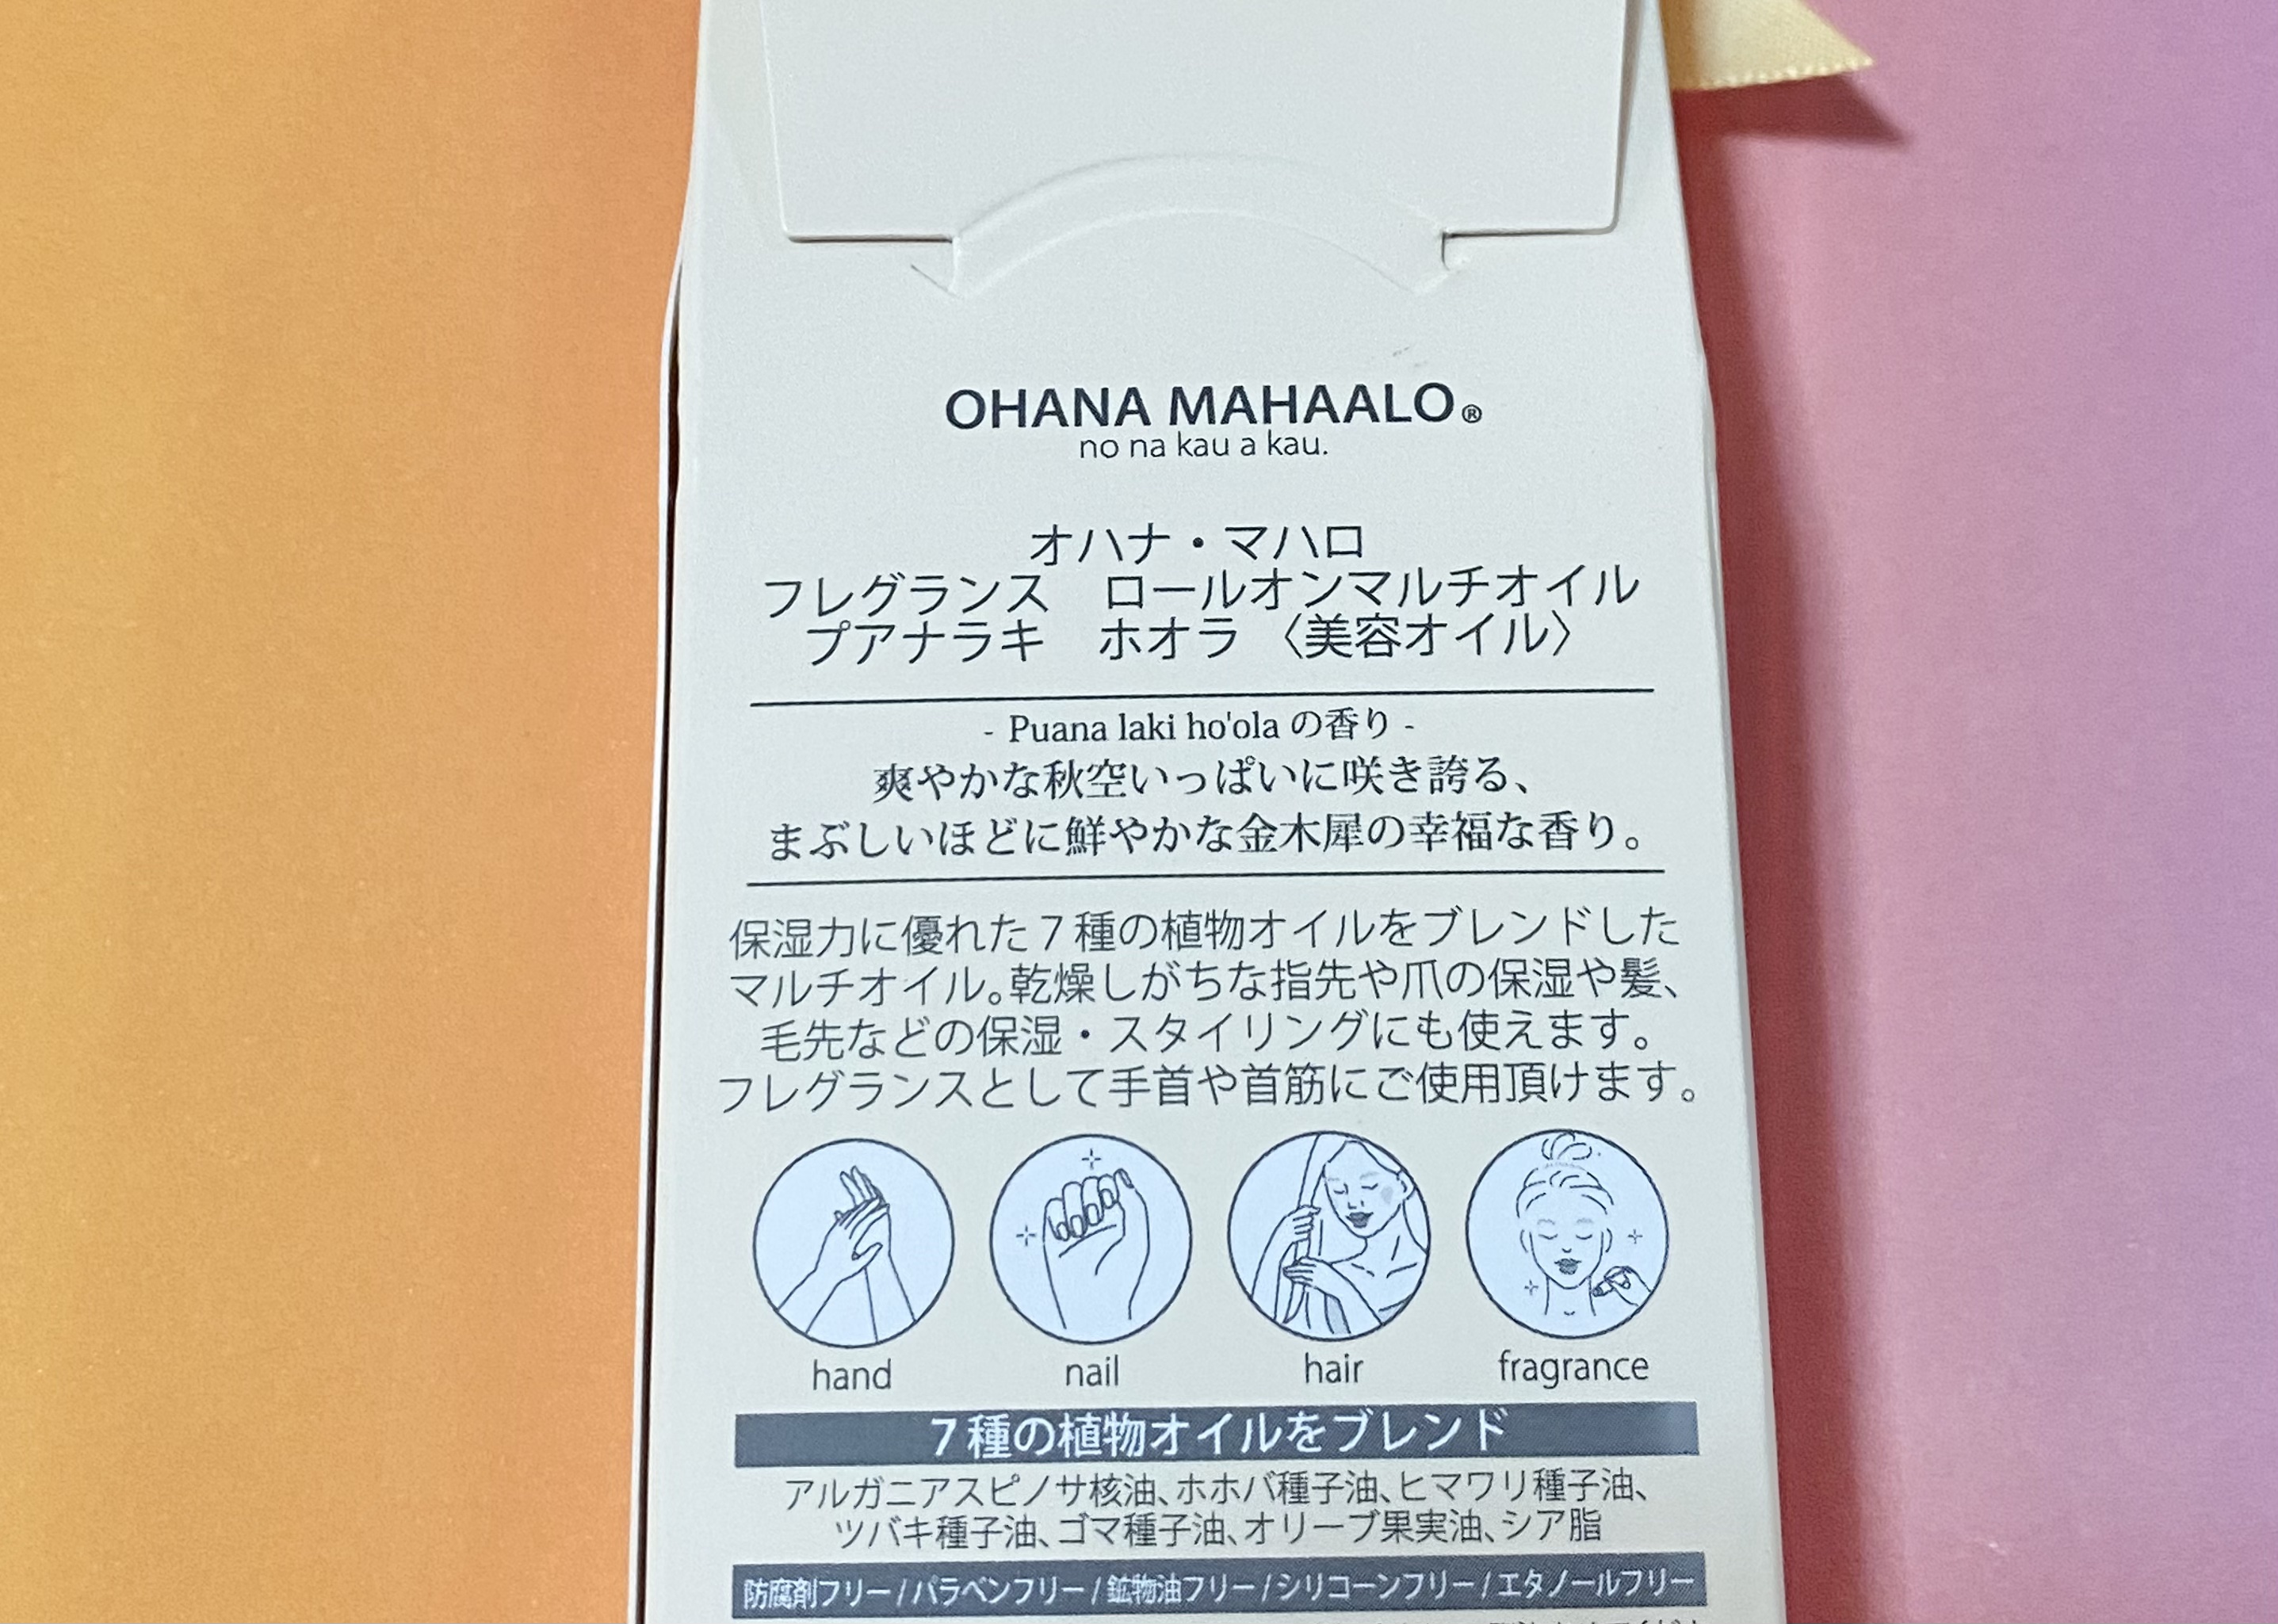 OHANA MAHAALO®
no na kau a kau.
オハナ・マハロ
フレグランス　ロールオンマルチオイル
プアナラキ　ホオラ〈美容オイル〉
- Puana laki ho'ola の香り -
爽やかな秋空いっぱいに咲き誇る、
まぶしいほどに鮮やかな金木犀の幸福な香り。
保湿力に優れた7種の植物オイルをブレンドした
マルチオイル。乾燥しがちな指先や爪の保湿や髪、
毛先などの保湿・スタイリングにも使えます。
フレグランスとして手首や首筋にご使用頂けます。
hand nail hair fragrance
7種の植物オイルをブレンド
アルガニアスピノサ核油、ホホバ種子油、ヒマワリ種子油、
ツバキ種子油、ゴマ種子油、オリーブ果実油、シア脂
防腐剤フリー / パラベンフリー / 鉱物油フリー / シリコーンフリー / エタノールフリー